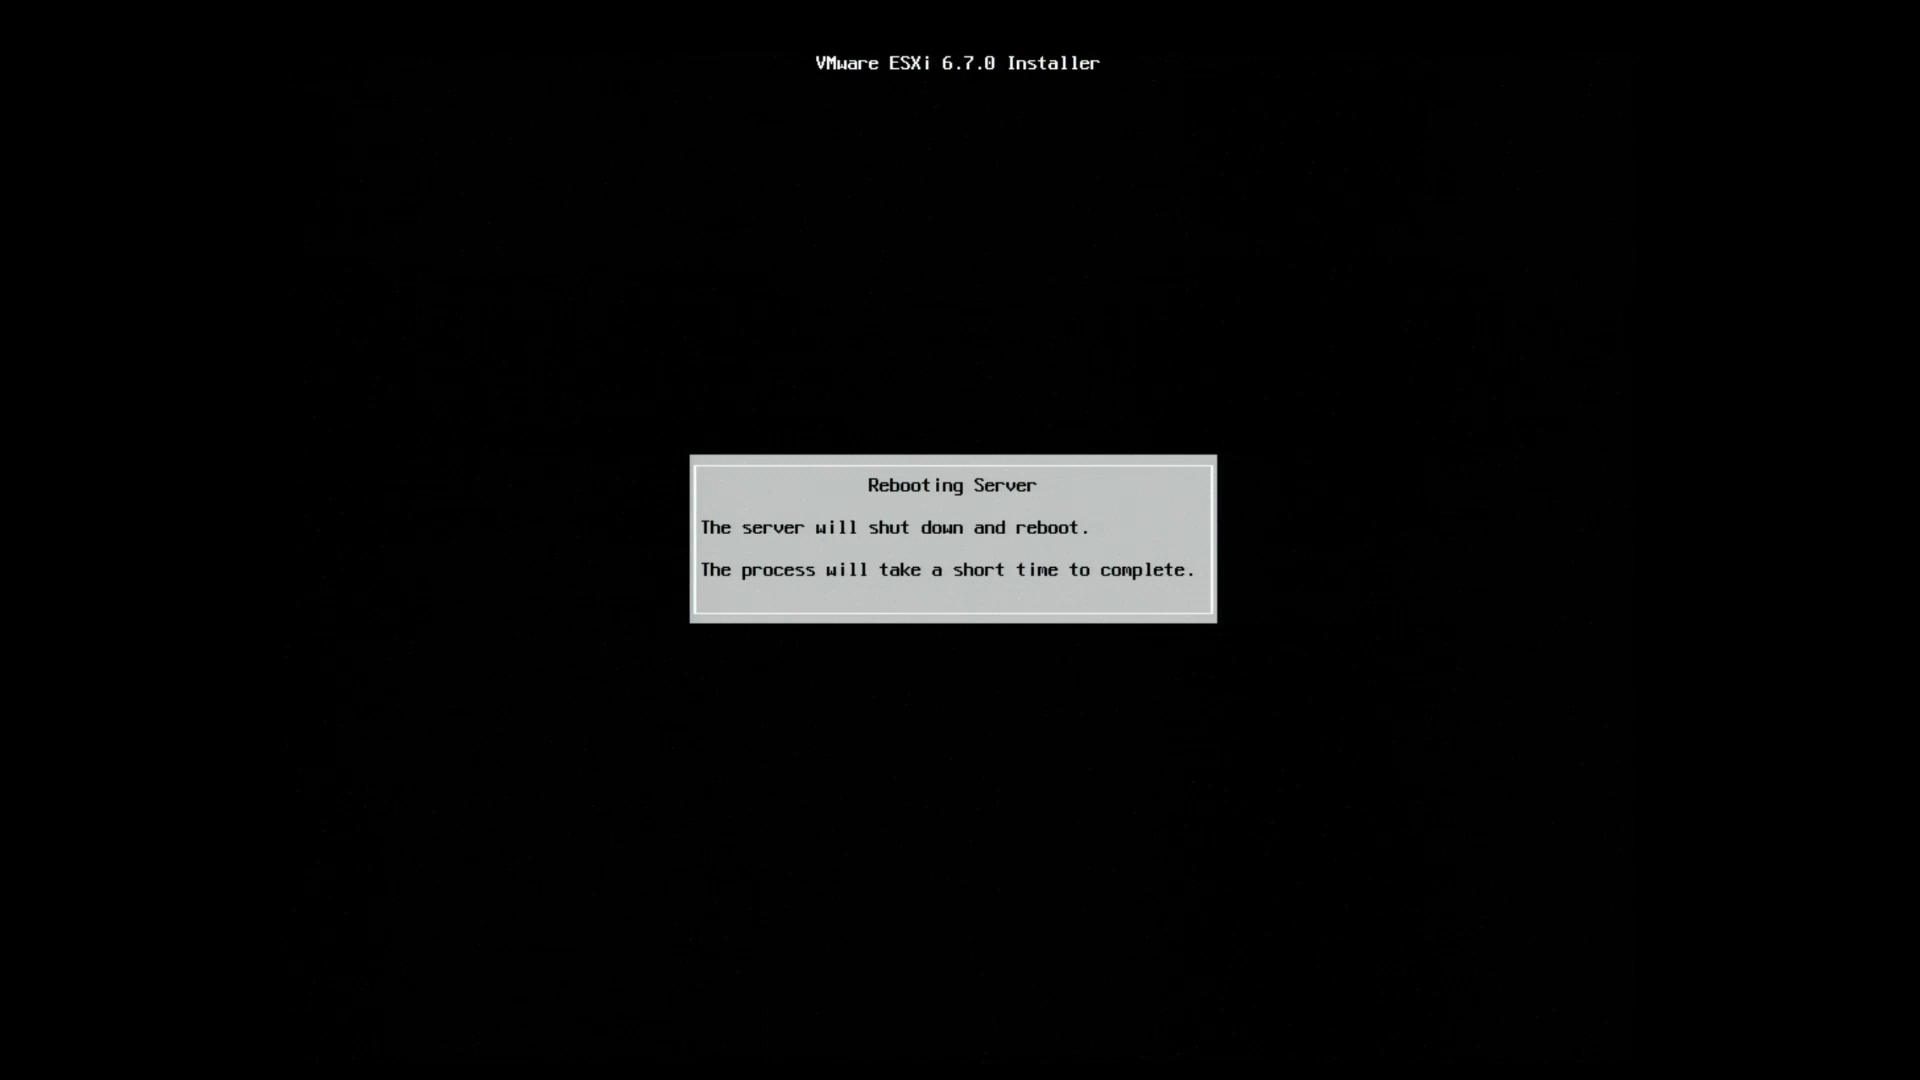 VMware ESXi 6.7.0 Installer
Rebooting Server
The server will shut down and reboot.
The process will take a short time to complete.